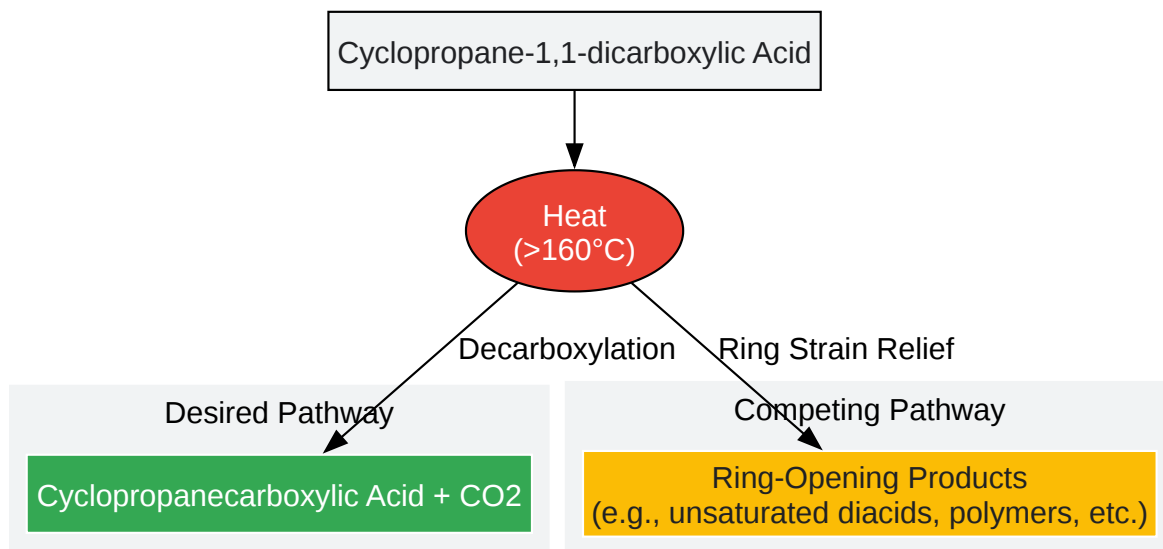 Cyclopropane-1,1-dicarboxylic Acid
Heat
(>160°C)
Decarboxylation
Ring Strain Relief
Desired Pathway
Competing Pathway
Cyclopropanecarboxylic Acid + CO2
Ring-Opening Products
(e.g., unsaturated diacids, polymers, etc.)